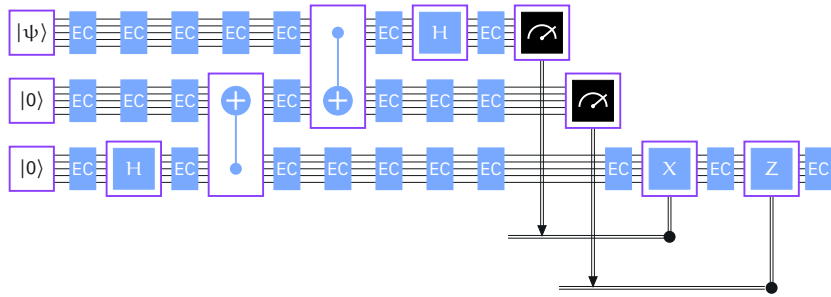 |ψ⟩ EC EC EC EC EC EC H EC
|0⟩ EC EC EC EC EC EC EC
|0⟩ EC H EC EC EC EC EC EC EC X EC Z EC